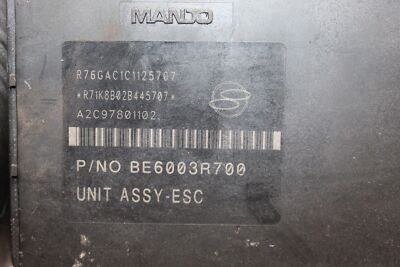 MANDO
R76GAC1C1125707
*R71K8B02B445707*
A2C97801102
P/NO BE6003R700
UNIT ASSY-ESC